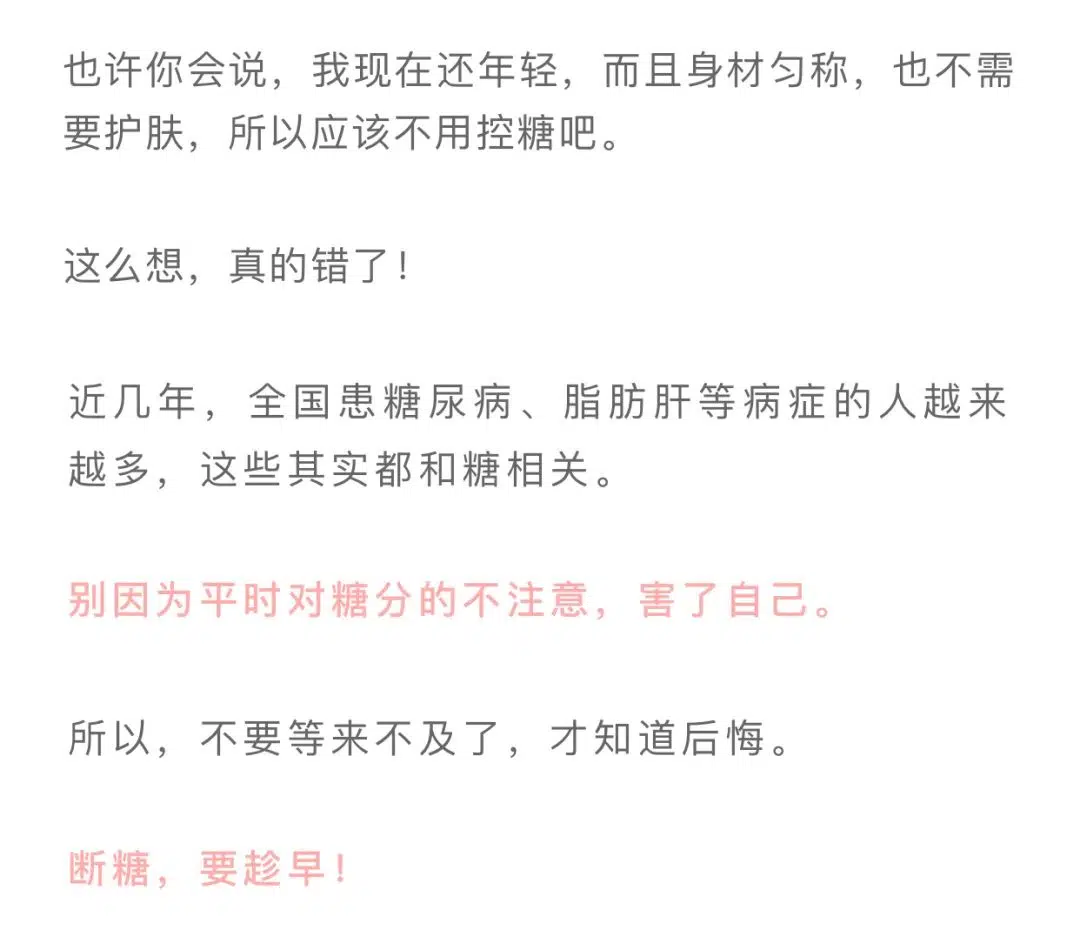 也许你会说，我现在还年轻，而且身材匀称，也不需
要护肤，所以应该不用控糖吧。
这么想，真的错了！
近几年，全国患糖尿病、脂肪肝等病症的人越来
越多，这些其实都和糖相关。
别因为平时对糖分的不注意，害了自己。
所以，不要等来不及了，才知道后悔。
断糖，要趁早！